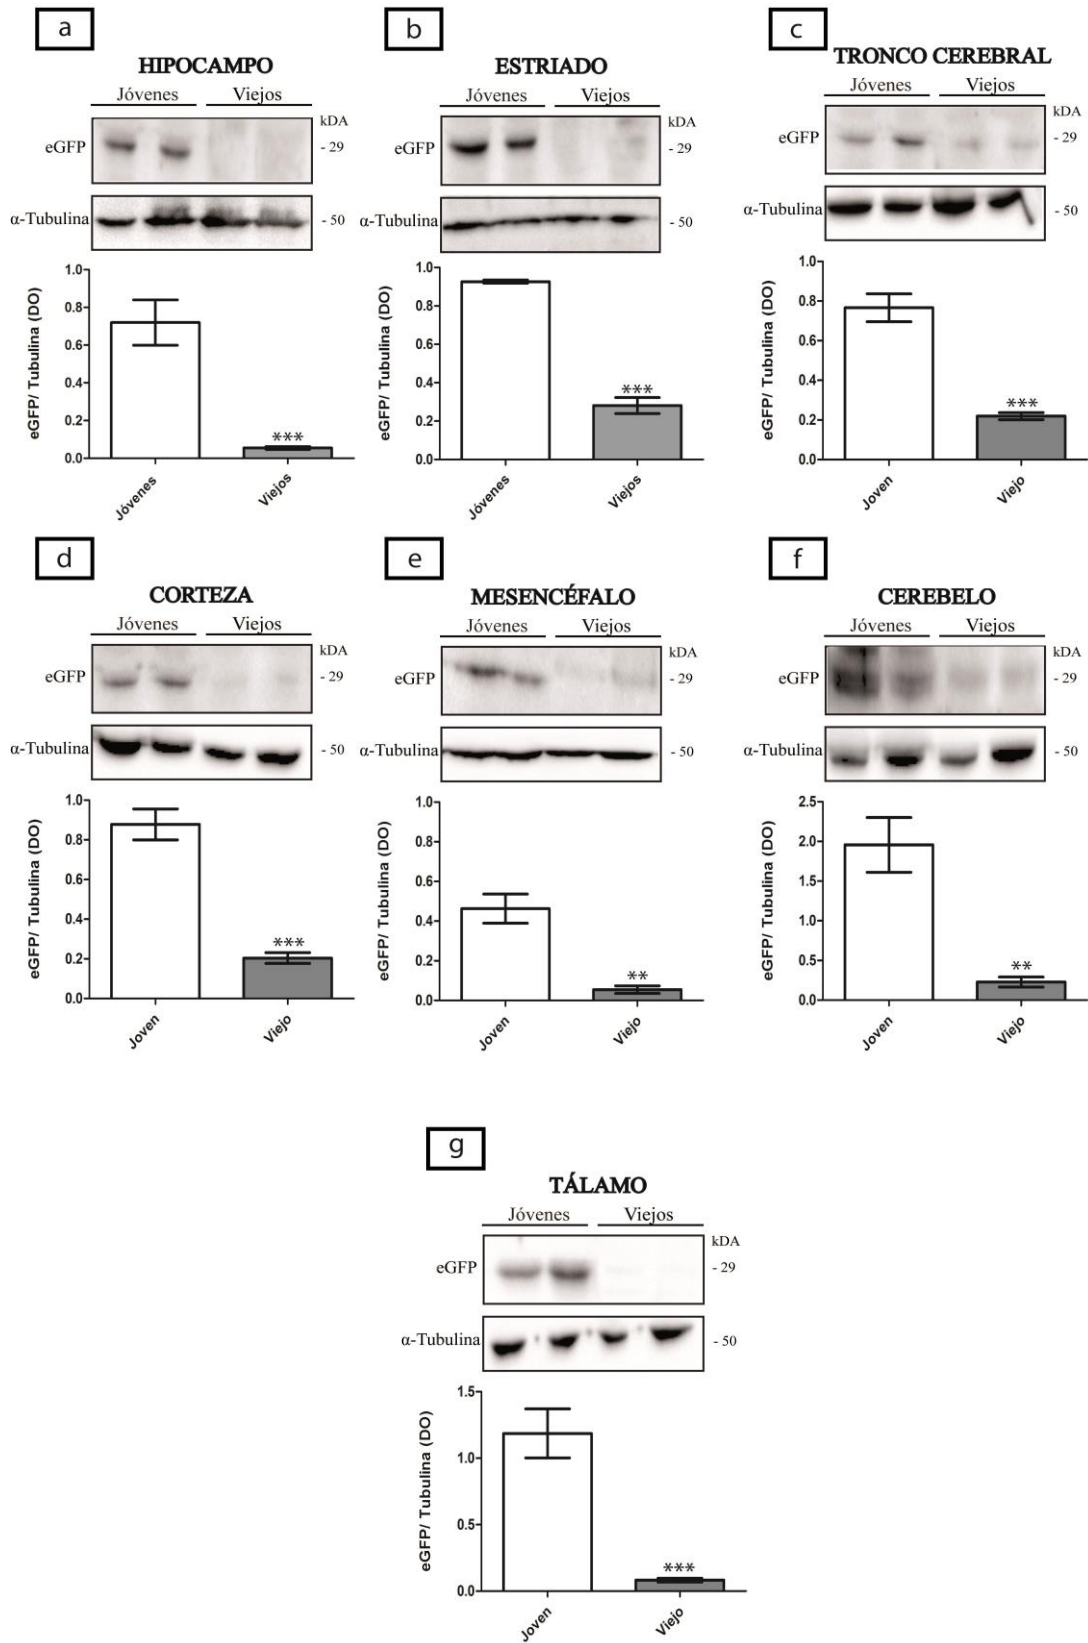 a
HIPOCAMPO
Jóvenes Viejos
kDA
eGFP - 29
α-Tubulina - 50
eGFP/ Tubulina (DO)
1.0
0.8
0.6
0.4
0.2
0.0
***
Jóvenes Viejos
b
ESTRIADO
Jóvenes Viejos
kDA
eGFP - 29
α-Tubulina - 50
eGFP/ Tubulina (DO)
1.0
0.8
0.6
0.4
0.2
0.0
***
Jóvenes Viejos
c
TRONCO CEREBRAL
Jóvenes Viejos
kDA
eGFP - 29
α-Tubulina - 50
eGFP/ Tubulina (DO)
1.0
0.8
0.6
0.4
0.2
0.0
***
Joven Viejo
d
CORTEZA
Jóvenes Viejos
kDA
eGFP - 29
α-Tubulina - 50
eGFP/ Tubulina (DO)
1.0
0.8
0.6
0.4
0.2
0.0
***
Joven Viejo
e
MESENCÉFALO
Jóvenes Viejos
kDA
eGFP - 29
α-Tubulina - 50
eGFP/ Tubulina (DO)
1.0
0.8
0.6
0.4
0.2
0.0
**
Joven Viejo
f
CEREBELO
Jóvenes Viejos
kDA
eGFP - 29
α-Tubulina - 50
eGFP/ Tubulina (DO)
2.5
2.0
1.5
1.0
0.5
0.0
**
Joven Viejo
g
TÁLAMO
Jóvenes Viejos
kDA
eGFP - 29
α-Tubulina - 50
eGFP/ Tubulina (DO)
1.5
1.0
0.5
0.0
***
Joven Viejo